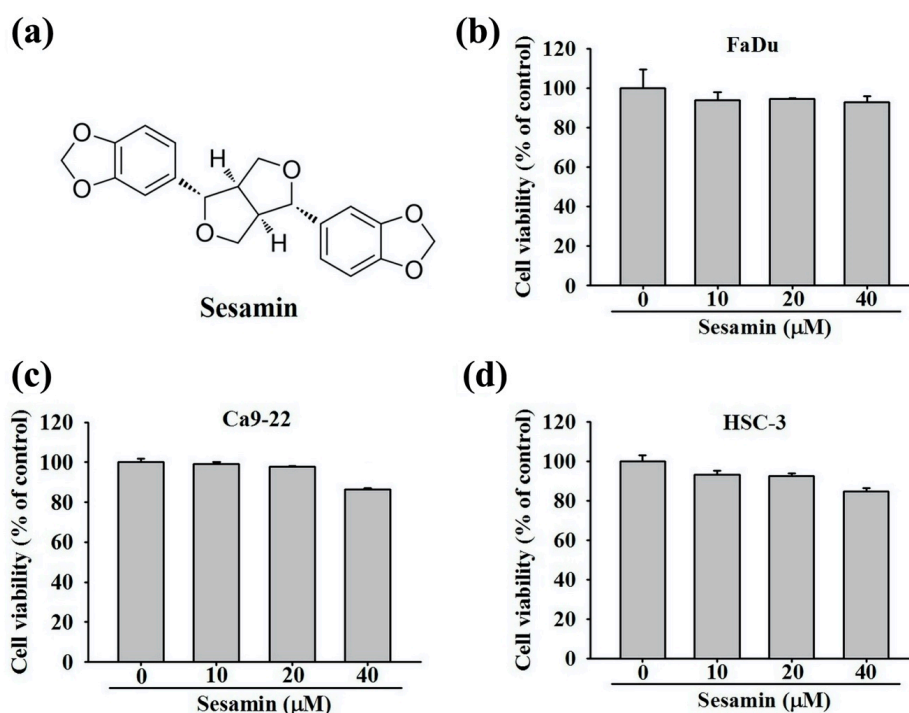 (a)
O
O
H
O
O
H
O
O
Sesamin
(b)
FaDu
Cell viability (% of control)
120
100
80
60
40
20
0
0 10 20 40
Sesamin (μM)
(c)
Ca9-22
Cell viability (% of control)
120
100
80
60
40
20
0
0 10 20 40
Sesamin (μM)
(d)
HSC-3
Cell viability (% of control)
120
100
80
60
40
20
0
0 10 20 40
Sesamin (μM)